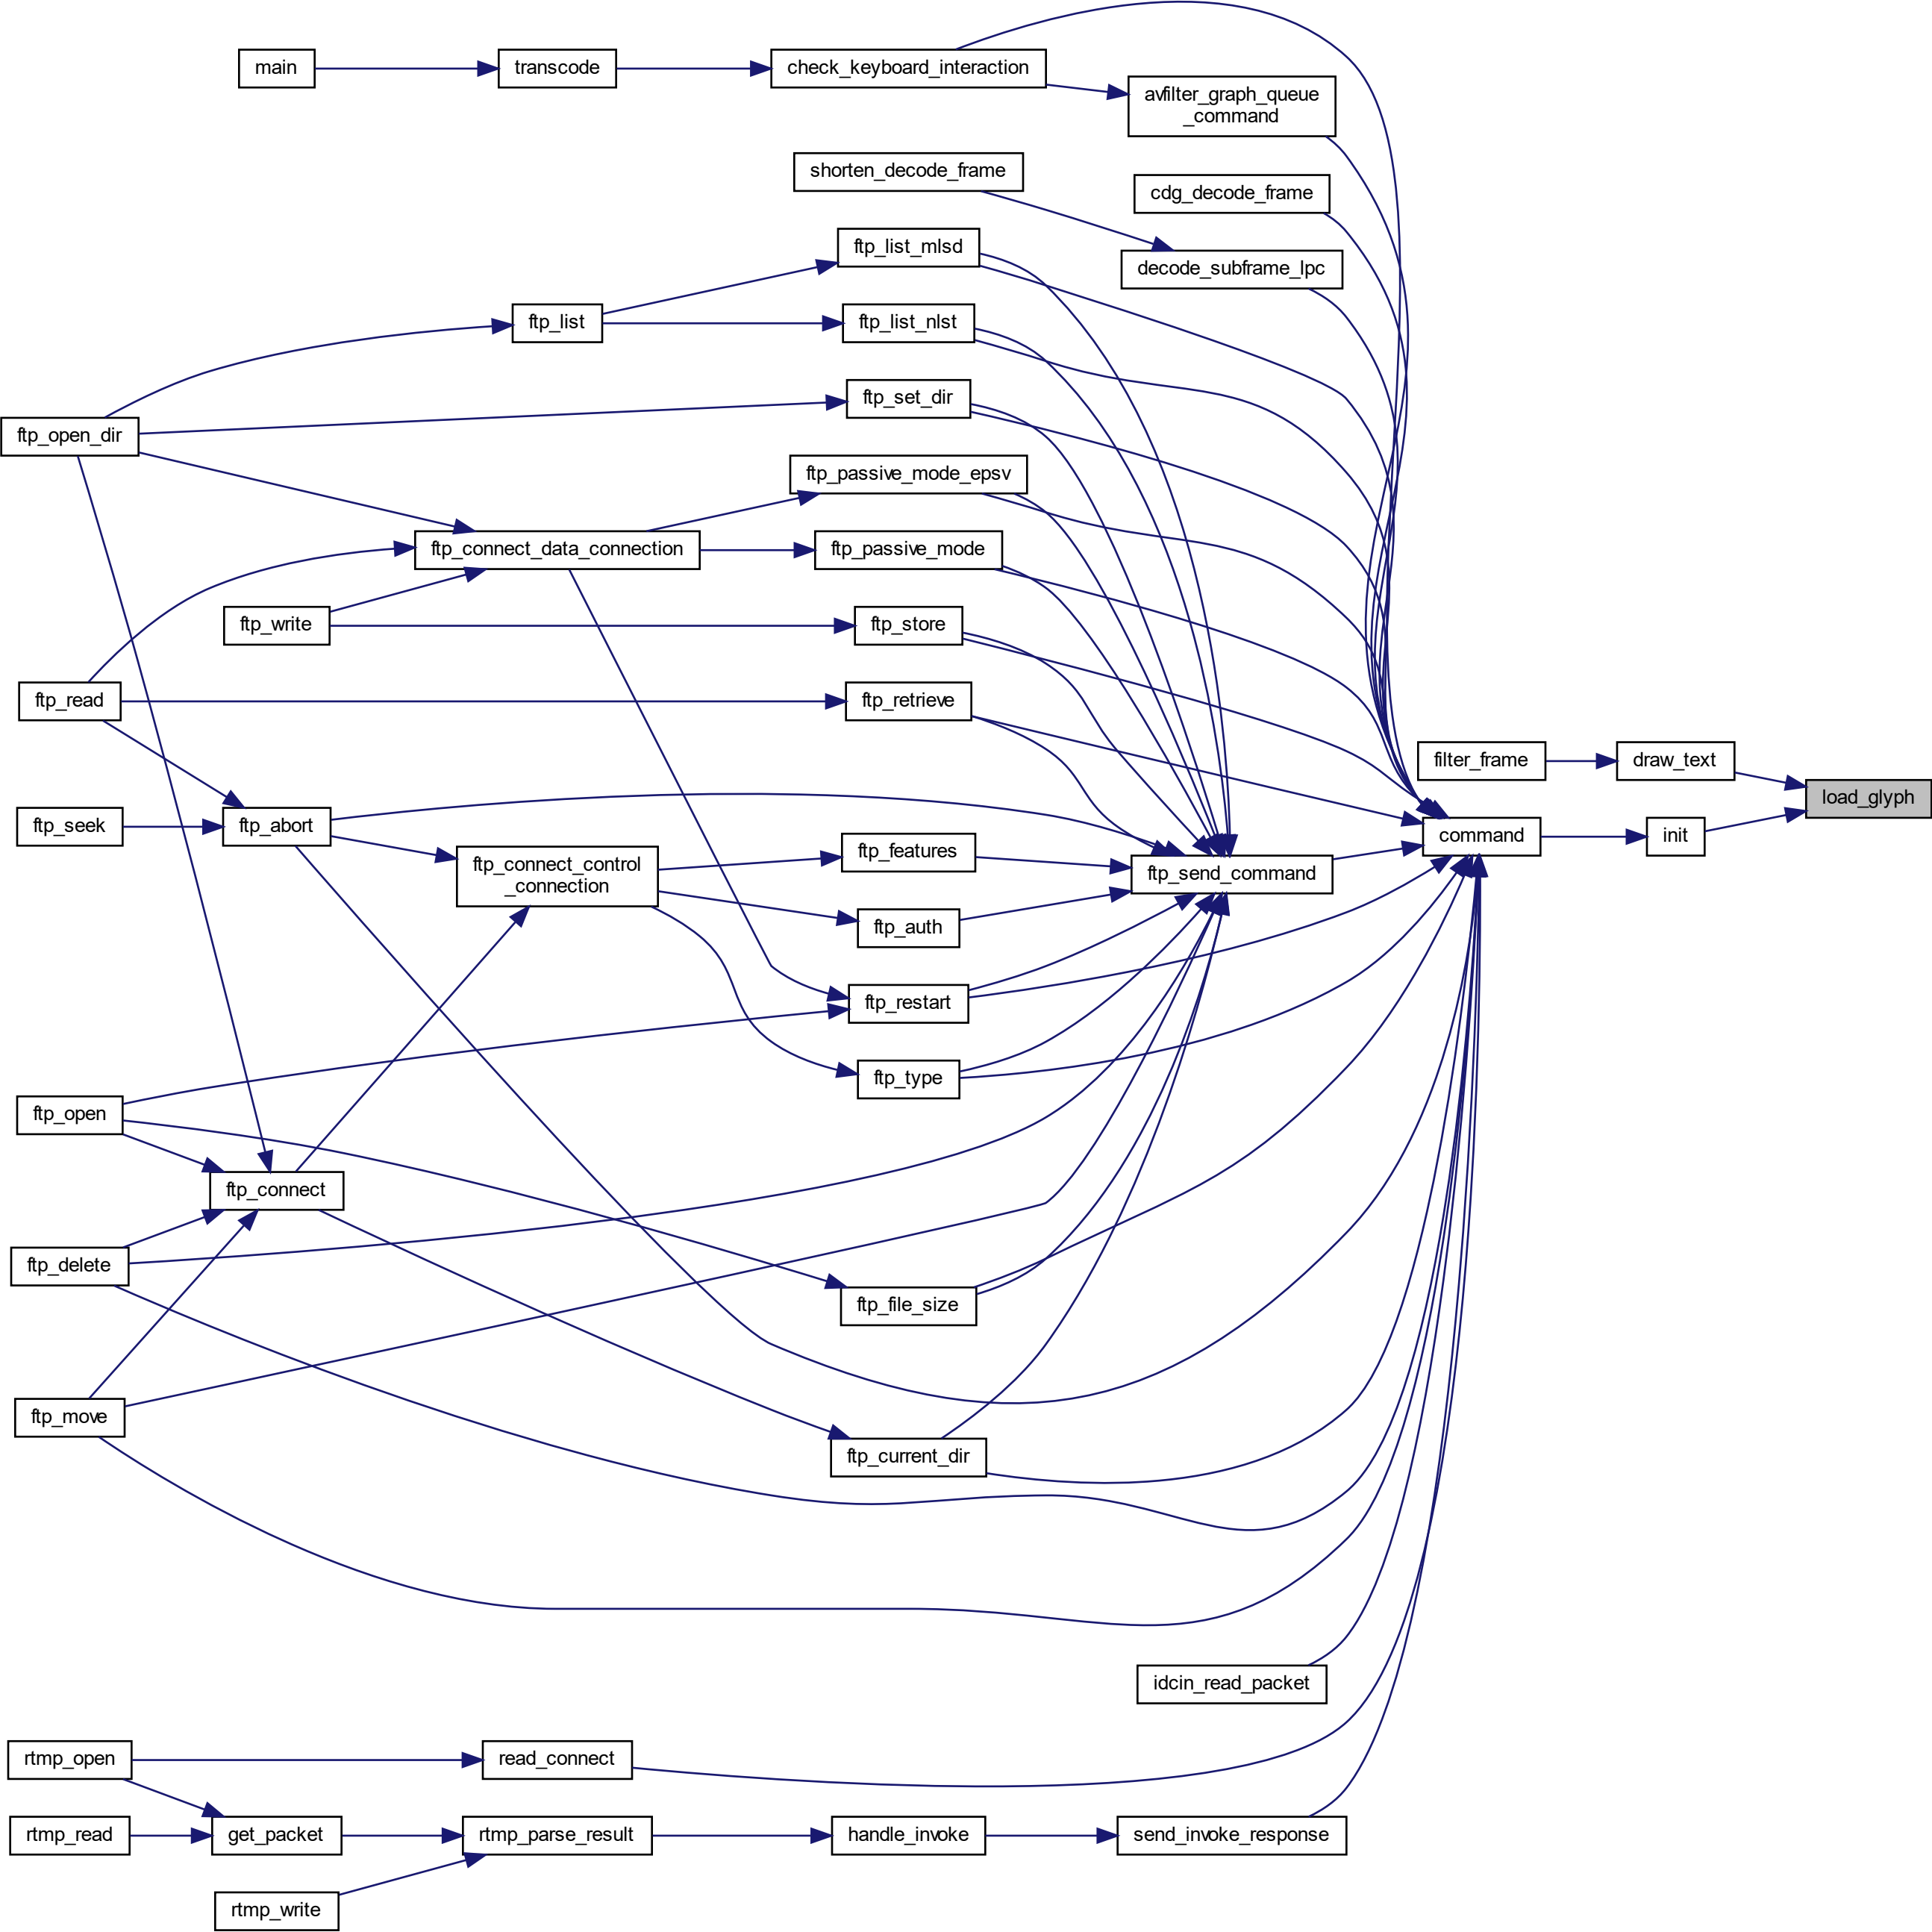 main
transcode
check_keyboard_interaction
avfilter_graph_queue
_command
shorten_decode_frame
cdg_decode_frame
ftp_list_mlsd
decode_subframe_lpc
ftp_list
ftp_list_nlst
ftp_set_dir
ftp_open_dir
ftp_passive_mode_epsv
ftp_connect_data_connection
ftp_passive_mode
ftp_write
ftp_store
ftp_read
ftp_retrieve
filter_frame
draw_text
load_glyph
ftp_seek
ftp_abort
command
init
ftp_features
ftp_connect_control
_connection
ftp_send_command
ftp_auth
ftp_restart
ftp_type
ftp_open
ftp_connect
ftp_delete
ftp_file_size
ftp_move
ftp_current_dir
idcin_read_packet
rtmp_open
read_connect
rtmp_read
get_packet
rtmp_parse_result
handle_invoke
send_invoke_response
rtmp_write